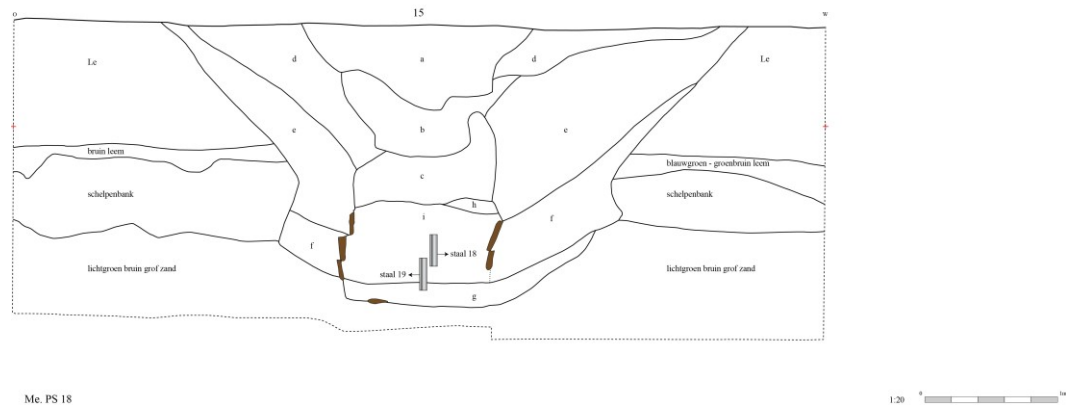 15
O W
Le d a d Le
e b e
bruin leem
blauwgroen - groenbruin leem
c
schelpenbank
schelpenbank
h
i
f f
staal 18
lichtgroen bruin grof zand
staal 19
lichtgroen bruin grof zand
g
Me. PS 18
1:20 0 1m